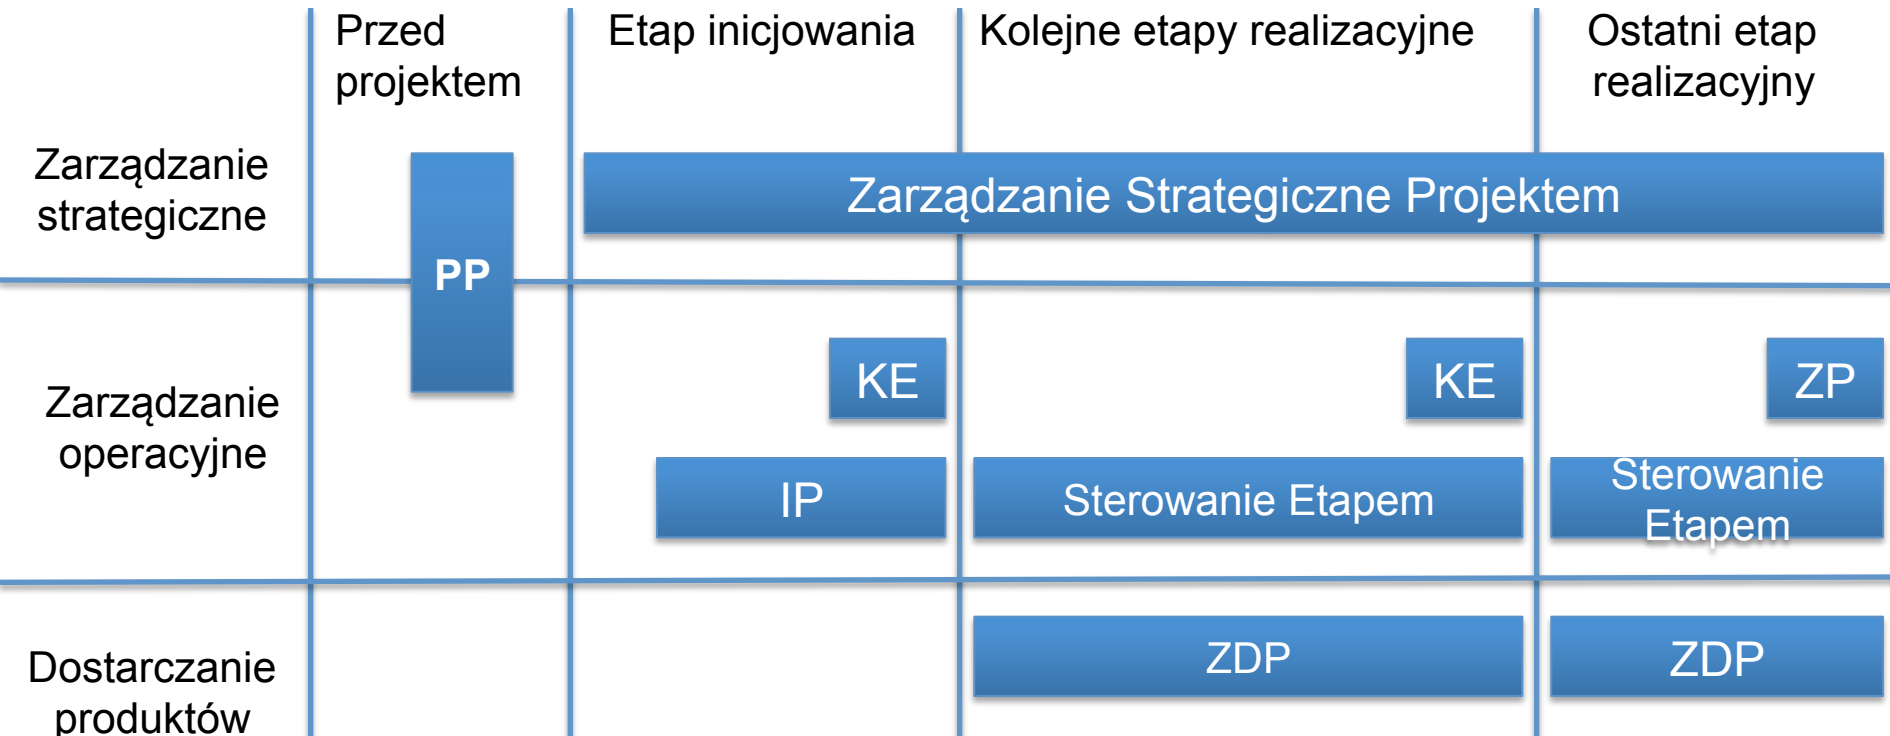 Przed
projektem
Etap inicjowania
Kolejne etapy realizacyjne
Ostatni etap
realizacyjny
Zarządzanie
strategiczne
PP
Zarządzanie Strategiczne Projektem
Zarządzanie
operacyjne
KE
KE
ZP
IP
Sterowanie Etapem
Sterowanie
Etapem
Dostarczanie
produktów
ZDP
ZDP